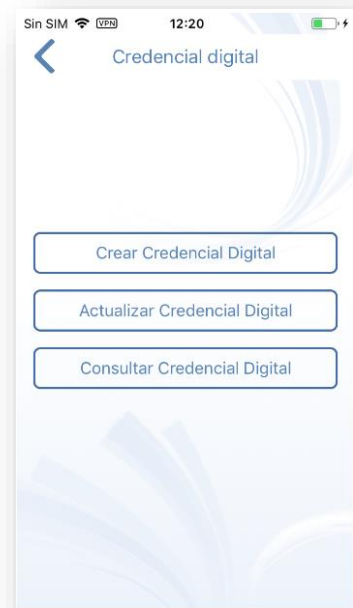 Sin SIM VPN 12:20
Credencial digital
Crear Credencial Digital
Actualizar Credencial Digital
Consultar Credencial Digital